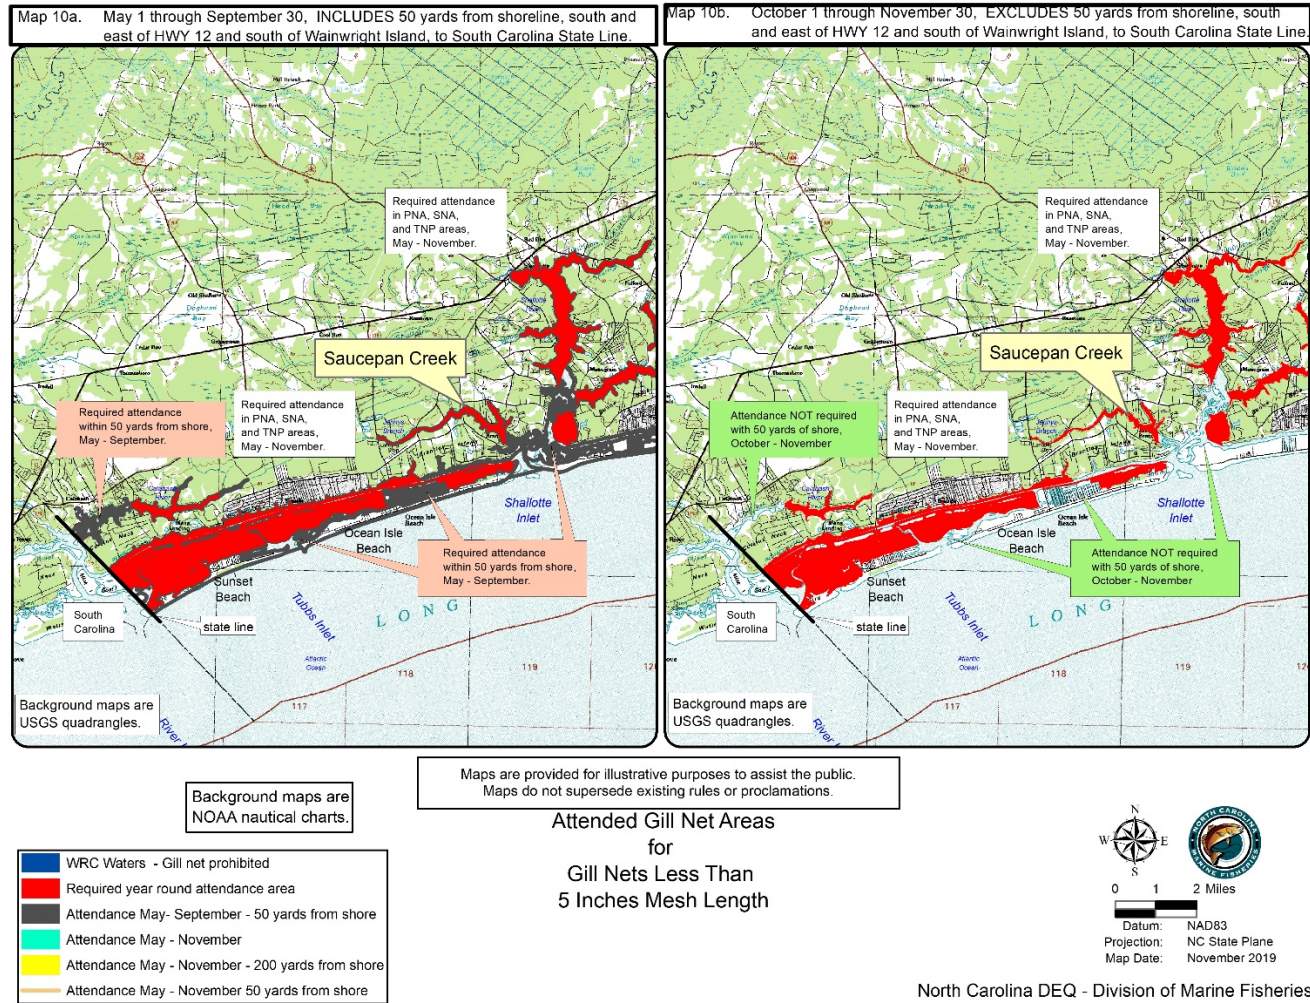 Map 10a. May 1 through September 30, INCLUDES 50 yards from shoreline, south and
east of HWY 12 and south of Wainwright Island, to South Carolina State Line.
Required attendance
in PNA, SNA,
and TNP areas,
May - November.
Saucepan Creek
Required attendance
within 50 yards from shore,
May - September.
Required attendance
in PNA, SNA,
and TNP areas,
May - November.
Shallotte
Inlet
Ocean Isle
Beach
Required attendance
within 50 yards from shore,
May - September.
Sunset
Beach
South
Carolina
state line
Tubbs Inlet
LONG
Atlantic
Ocean
119
118
117
Background maps are
USGS quadrangles.
Map 10b. October 1 through November 30, EXCLUDES 50 yards from shoreline, south
and east of HWY 12 and south of Wainwright Island, to South Carolina State Line.
Required attendance
in PNA, SNA,
and TNP areas,
May - November.
Saucepan Creek
Attendance NOT required
with 50 yards of shore,
October - November
Required attendance
in PNA, SNA,
and TNP areas,
May - November.
Shallotte
Inlet
Ocean Isle
Beach
Attendance NOT required
with 50 yards of shore,
October - November
Sunset
Beach
South
Carolina
state line
Tubbs Inlet
LONG
Atlantic
Ocean
119
118
117
Background maps are
USGS quadrangles.
Maps are provided for illustrative purposes to assist the public.
Maps do not supersede existing rules or proclamations.
Background maps are
NOAA nautical charts.
Attended Gill Net Areas
for
Gill Nets Less Than
5 Inches Mesh Length
WRC Waters - Gill net prohibited
Required year round attendance area
Attendance May- September - 50 yards from shore
Attendance May - November
Attendance May - November - 200 yards from shore
Attendance May - November 50 yards from shore
N
W E
S
NORTH CAROLINA
MARINE FISHERIES
0 1 2 Miles
Datum: NAD83
Projection: NC State Plane
Map Date: November 2019
North Carolina DEQ - Division of Marine Fisheries